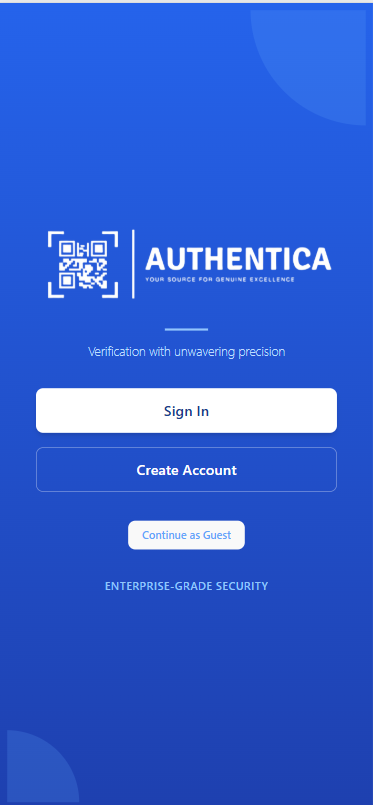 AUTHENTICA
YOUR SOURCE FOR GENUINE EXCELLENCE
Verification with unwavering precision
Sign In
Create Account
Continue as Guest
ENTERPRISE-GRADE SECURITY